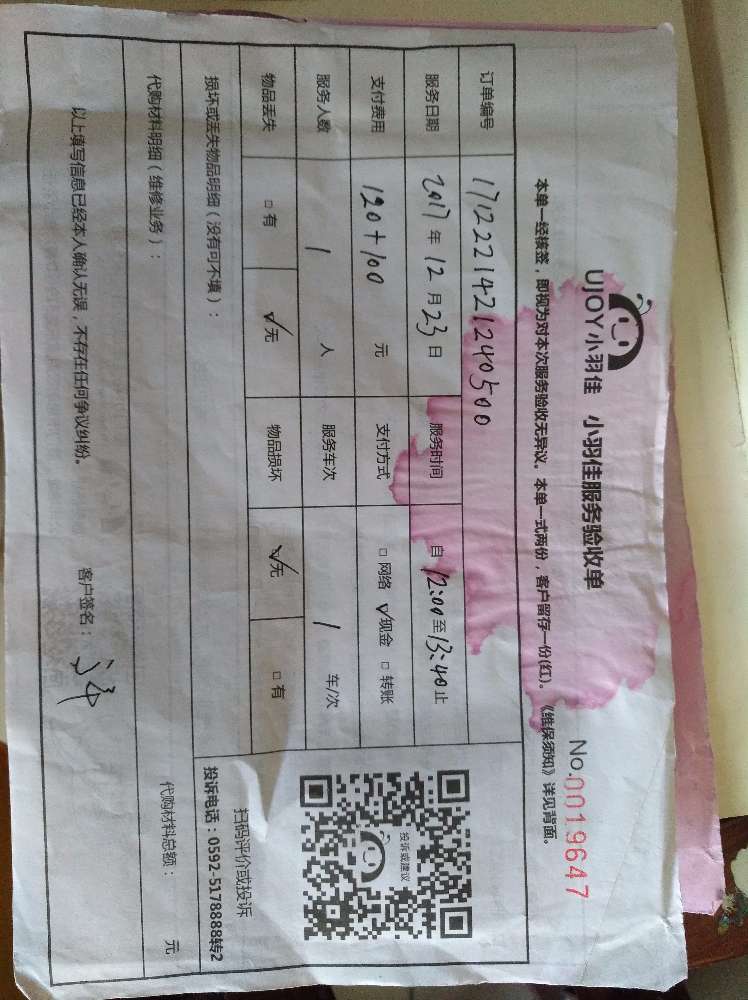 UJOY小羽佳 小羽佳服务验收单
No.0019647
本单一经核签，即视为对本次服务验收无异议。本单一式两份，客户留存一份(红)。《维保须知》详见背面。
订单编号 171222142124050​0
服务日期 2017年12月23日 服务时间 自12:00至13:40止
支付费用 120+100 元 支付方式 □网络 ☑现金 □转账
服务人数 1 人 服务车次 1 车/次
物品丢失 □有 ☑无 物品损坏 ☑无 □有
损坏或丢失物品明细（没有可不填）：
投诉或建议
扫码评价或投诉
投诉电话：0592-5178888转2
代购材料明细（维修业务）： 代购材料总额： 元
以上填写信息已经本人确认无误，不存在任何争议纠纷。 客户签名：